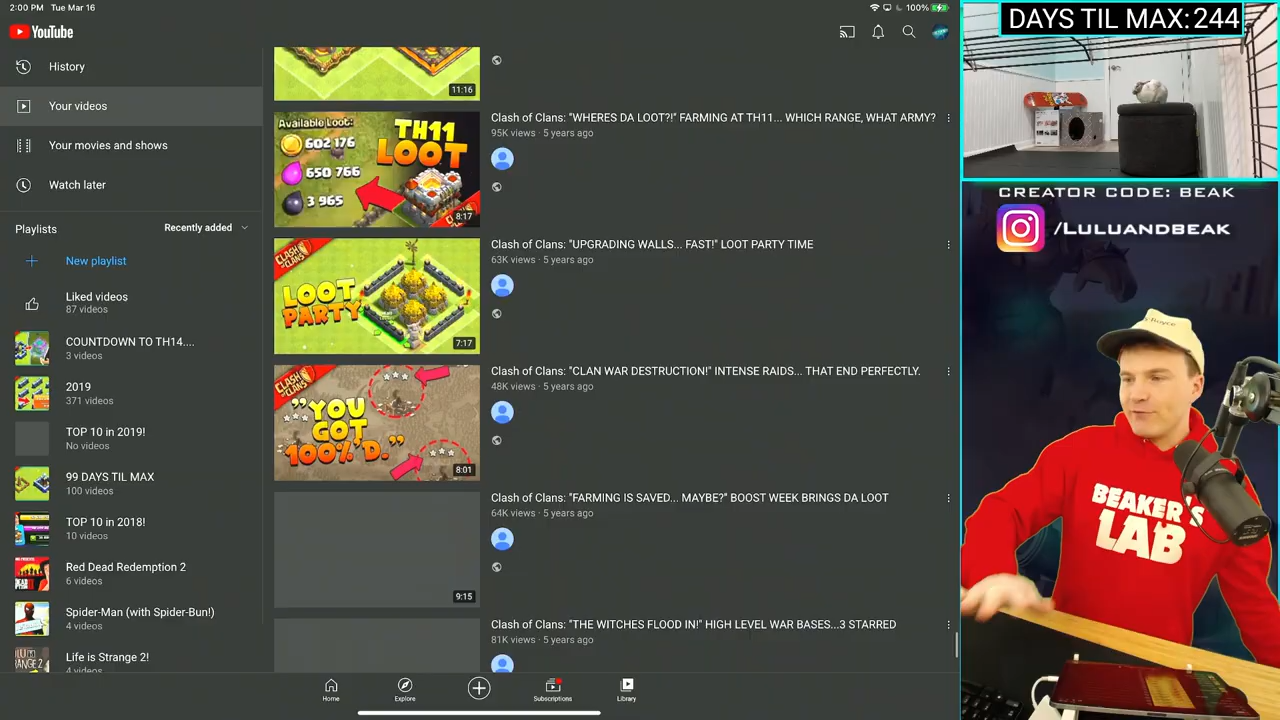 2:00 PM Tue Mar 16
100%
YouTube
History
Your videos
Your movies and shows
Watch later
Playlists
Recently added
New playlist
Liked videos
87 videos
COUNTDOWN TO TH14....
3 videos
2019
371 videos
TOP 10 in 2019!
No videos
99 DAYS TIL MAX
100 videos
TOP 10 in 2018!
10 videos
Red Dead Redemption 2
6 videos
Spider-Man (with Spider-Bun!)
4 videos
Life is Strange 2!
4 videos
11:16
Available Loot:
602 176
650 766
3 965
TH11
LOOT
8:17
Clash of Clans: "WHERES DA LOOT?!" FARMING AT TH11... WHICH RANGE, WHAT ARMY?
95K views · 5 years ago
CLASH OF CLANS
LOOT
PARTY
7:17
Clash of Clans: "UPGRADING WALLS... FAST!" LOOT PARTY TIME
63K views · 5 years ago
CLASH OF CLANS
"YOU
GOT
100%'D."
8:01
Clash of Clans: "CLAN WAR DESTRUCTION!" INTENSE RAIDS... THAT END PERFECTLY.
48K views · 5 years ago
9:15
Clash of Clans: "FARMING IS SAVED... MAYBE?" BOOST WEEK BRINGS DA LOOT
64K views · 5 years ago
Clash of Clans: "THE WITCHES FLOOD IN!" HIGH LEVEL WAR BASES...3 STARRED
81K views · 5 years ago
Home
Explore
Subscriptions
Library
DAYS TIL MAX:244
CREATOR CODE: BEAK
/LULUANDBEAK
BEAKER'S
LAB